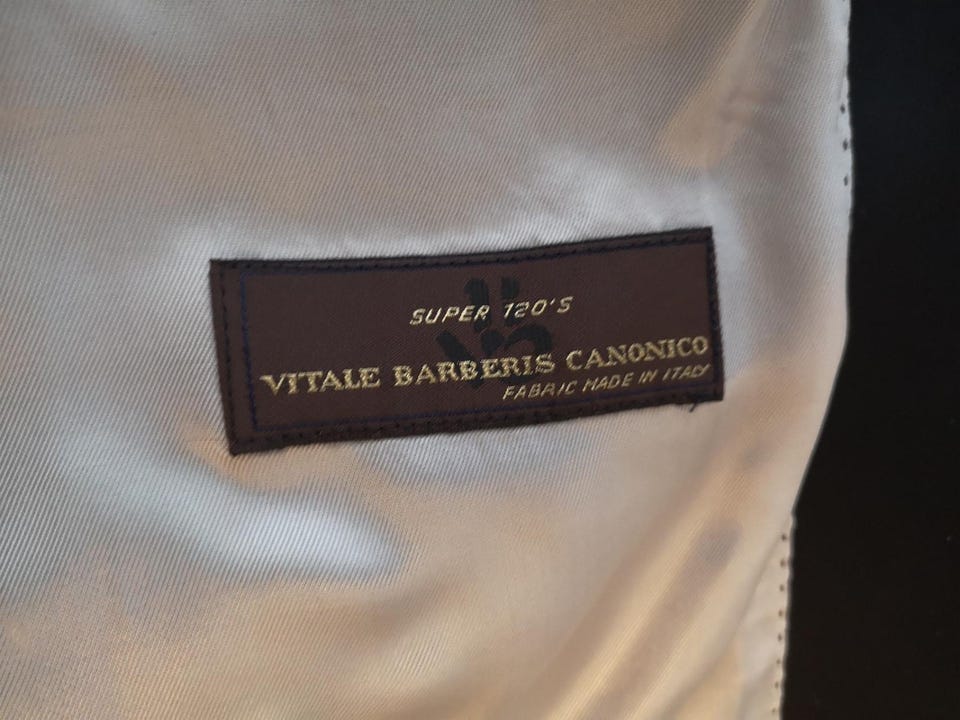 SUPER 120'S
VITALE BARBERIS CANONICO
FABRIC MADE IN ITALY